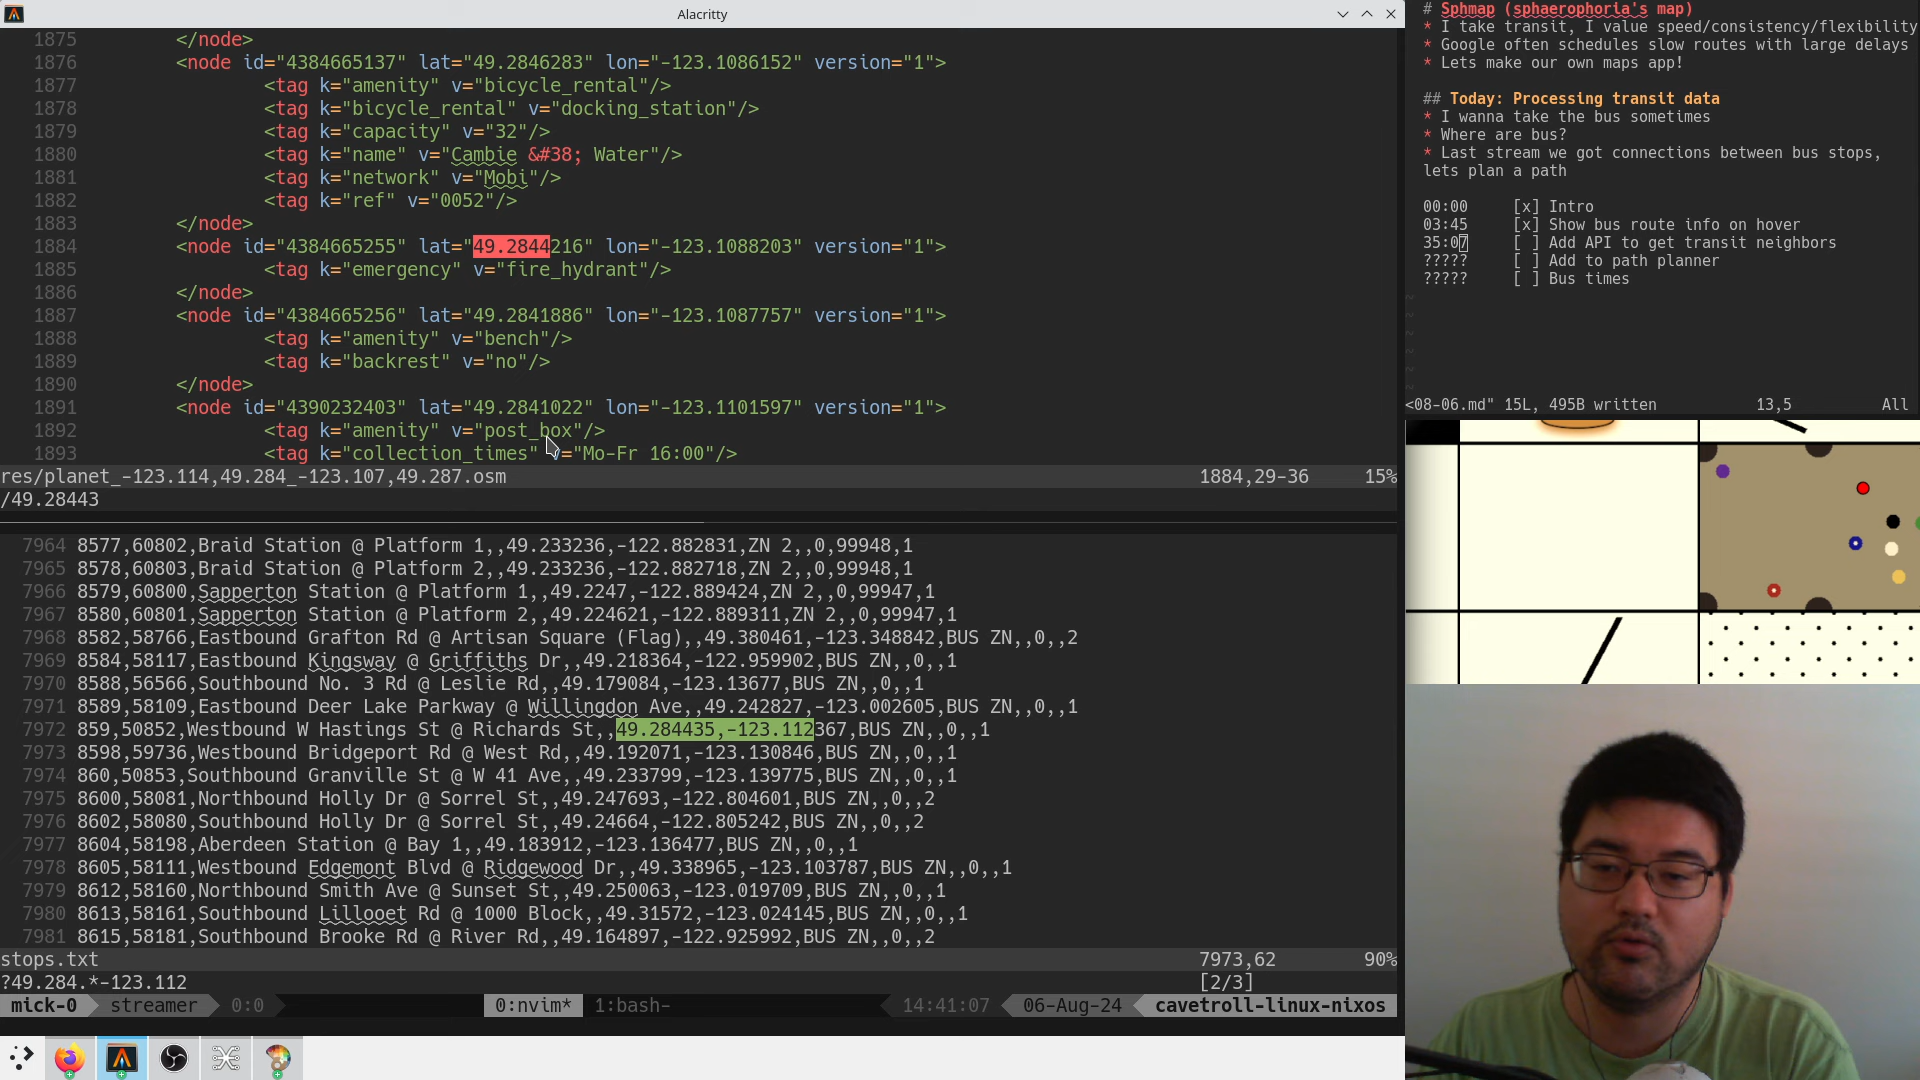 Alacritty
1875 </node>
1876 <node id="4384665137" lat="49.2846283" lon="-123.1086152" version="1">
1877 <tag k="amenity" v="bicycle_rental"/>
1878 <tag k="bicycle_rental" v="docking_station"/>
1879 <tag k="capacity" v="32"/>
1880 <tag k="name" v="Cambie &#38; Water"/>
1881 <tag k="network" v="Mobi"/>
1882 <tag k="ref" v="0052"/>
1883 </node>
1884 <node id="4384665255" lat="49.2844216" lon="-123.1088203" version="1">
1885 <tag k="emergency" v="fire_hydrant"/>
1886 </node>
1887 <node id="4384665256" lat="49.2841886" lon="-123.1087757" version="1">
1888 <tag k="amenity" v="bench"/>
1889 <tag k="backrest" v="no"/>
1890 </node>
1891 <node id="4390232403" lat="49.2841022" lon="-123.1101597" version="1">
1892 <tag k="amenity" v="post_box"/>
1893 <tag k="collection_times" v="Mo-Fr 16:00"/>
res/planet_-123.114,49.284_-123.107,49.287.osm 1884,29-36 15%
/49.28443
7964 8577,60802,Braid Station @ Platform 1,,49.233236,-122.882831,ZN 2,,0,99948,1
7965 8578,60803,Braid Station @ Platform 2,,49.233236,-122.882718,ZN 2,,0,99948,1
7966 8579,60800,Sapperton Station @ Platform 1,,49.2247,-122.889424,ZN 2,,0,99947,1
7967 8580,60801,Sapperton Station @ Platform 2,,49.224621,-122.889311,ZN 2,,0,99947,1
7968 8582,58766,Eastbound Grafton Rd @ Artisan Square (Flag),,49.380461,-123.348842,BUS ZN,,0,,2
7969 8584,58117,Eastbound Kingsway @ Griffiths Dr,,49.218364,-122.959902,BUS ZN,,0,,1
7970 8588,56566,Southbound No. 3 Rd @ Leslie Rd,,49.179084,-123.13677,BUS ZN,,0,,1
7971 8589,58109,Eastbound Deer Lake Parkway @ Willingdon Ave,,49.242827,-123.002605,BUS ZN,,0,,1
7972 859,50852,Westbound W Hastings St @ Richards St,,49.284435,-123.112367,BUS ZN,,0,,1
7973 8598,59736,Westbound Bridgeport Rd @ West Rd,,49.192071,-123.130846,BUS ZN,,0,,1
7974 860,50853,Southbound Granville St @ W 41 Ave,,49.233799,-123.139775,BUS ZN,,0,,1
7975 8600,58081,Northbound Holly Dr @ Sorrel St,,49.247693,-122.804601,BUS ZN,,0,,2
7976 8602,58080,Southbound Holly Dr @ Sorrel St,,49.24664,-122.805242,BUS ZN,,0,,2
7977 8604,58198,Aberdeen Station @ Bay 1,,49.183912,-123.136477,BUS ZN,,0,,1
7978 8605,58111,Westbound Edgemont Blvd @ Ridgewood Dr,,49.338965,-123.103787,BUS ZN,,0,,1
7979 8612,58160,Northbound Smith Ave @ Sunset St,,49.250063,-123.019709,BUS ZN,,0,,1
7980 8613,58161,Southbound Lillooet Rd @ 1000 Block,,49.31572,-123.024145,BUS ZN,,0,,1
7981 8615,58181,Southbound Brooke Rd @ River Rd,,49.164897,-122.925992,BUS ZN,,0,,2
stops.txt 7973,62 90%
?49.284.*-123.112 [2/3]
mick-0 streamer 0:0 0:nvim* 1:bash- 14:41:07 06-Aug-24 cavetroll-linux-nixos
# Sphmap (sphaerophoria's map)
* I take transit, I value speed/consistency/flexibility
* Google often schedules slow routes with large delays
* Lets make our own maps app!
## Today: Processing transit data
* I wanna take the bus sometimes
* Where are bus?
* Last stream we got connections between bus stops,
lets plan a path
00:00 [x] Intro
03:45 [x] Show bus route info on hover
35:07 [ ] Add API to get transit neighbors
????? [ ] Add to path planner
????? [ ] Bus times
~
~
~
~
~
~
<08-06.md" 15L, 495B written 13,5 All